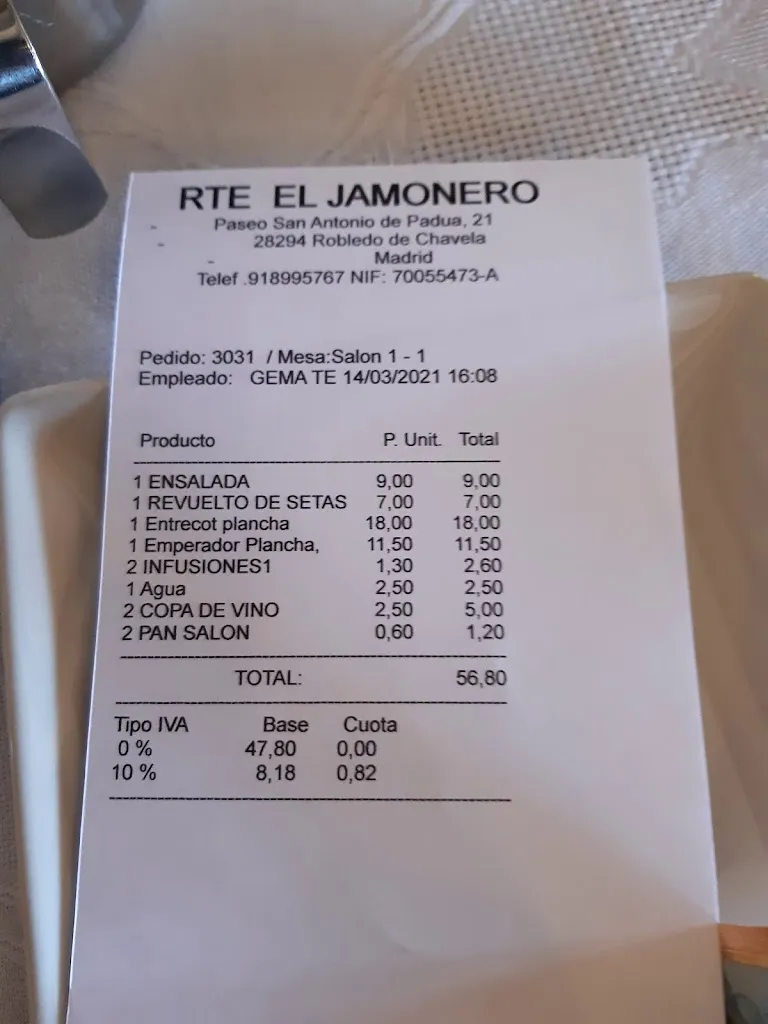 RTE EL JAMONERO
Paseo San Antonio de Padua, 21
28294 Robledo de Chavela
Madrid
Telef .918995767 NIF: 70055473-A
Pedido: 3031 / Mesa:Salon 1 - 1
Empleado: GEMA TE 14/03/2021 16:08
Producto P. Unit. Total
1 ENSALADA 9,00 9,00
1 REVUELTO DE SETAS 7,00 7,00
1 Entrecot plancha 18,00 18,00
1 Emperador Plancha, 11,50 11,50
2 INFUSIONES1 1,30 2,60
1 Agua 2,50 2,50
2 COPA DE VINO 2,50 5,00
2 PAN SALON 0,60 1,20
TOTAL: 56,80
Tipo IVA Base Cuota
0 % 47,80 0,00
10 % 8,18 0,82